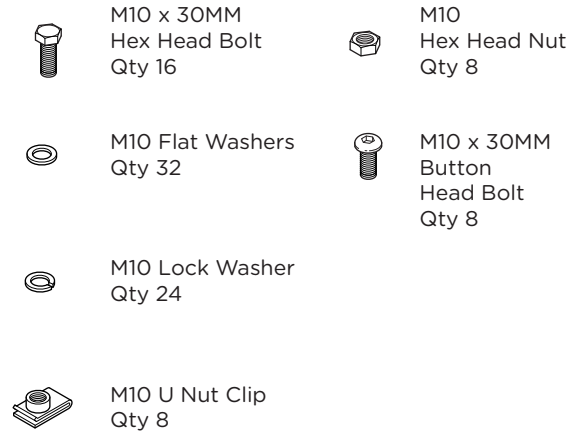 M10 x 30MM
Hex Head Bolt
Qty 16
M10
Hex Head Nut
Qty 8
M10 Flat Washers
Qty 32
M10 x 30MM
Button
Head Bolt
Qty 8
M10 Lock Washer
Qty 24
M10 U Nut Clip
Qty 8